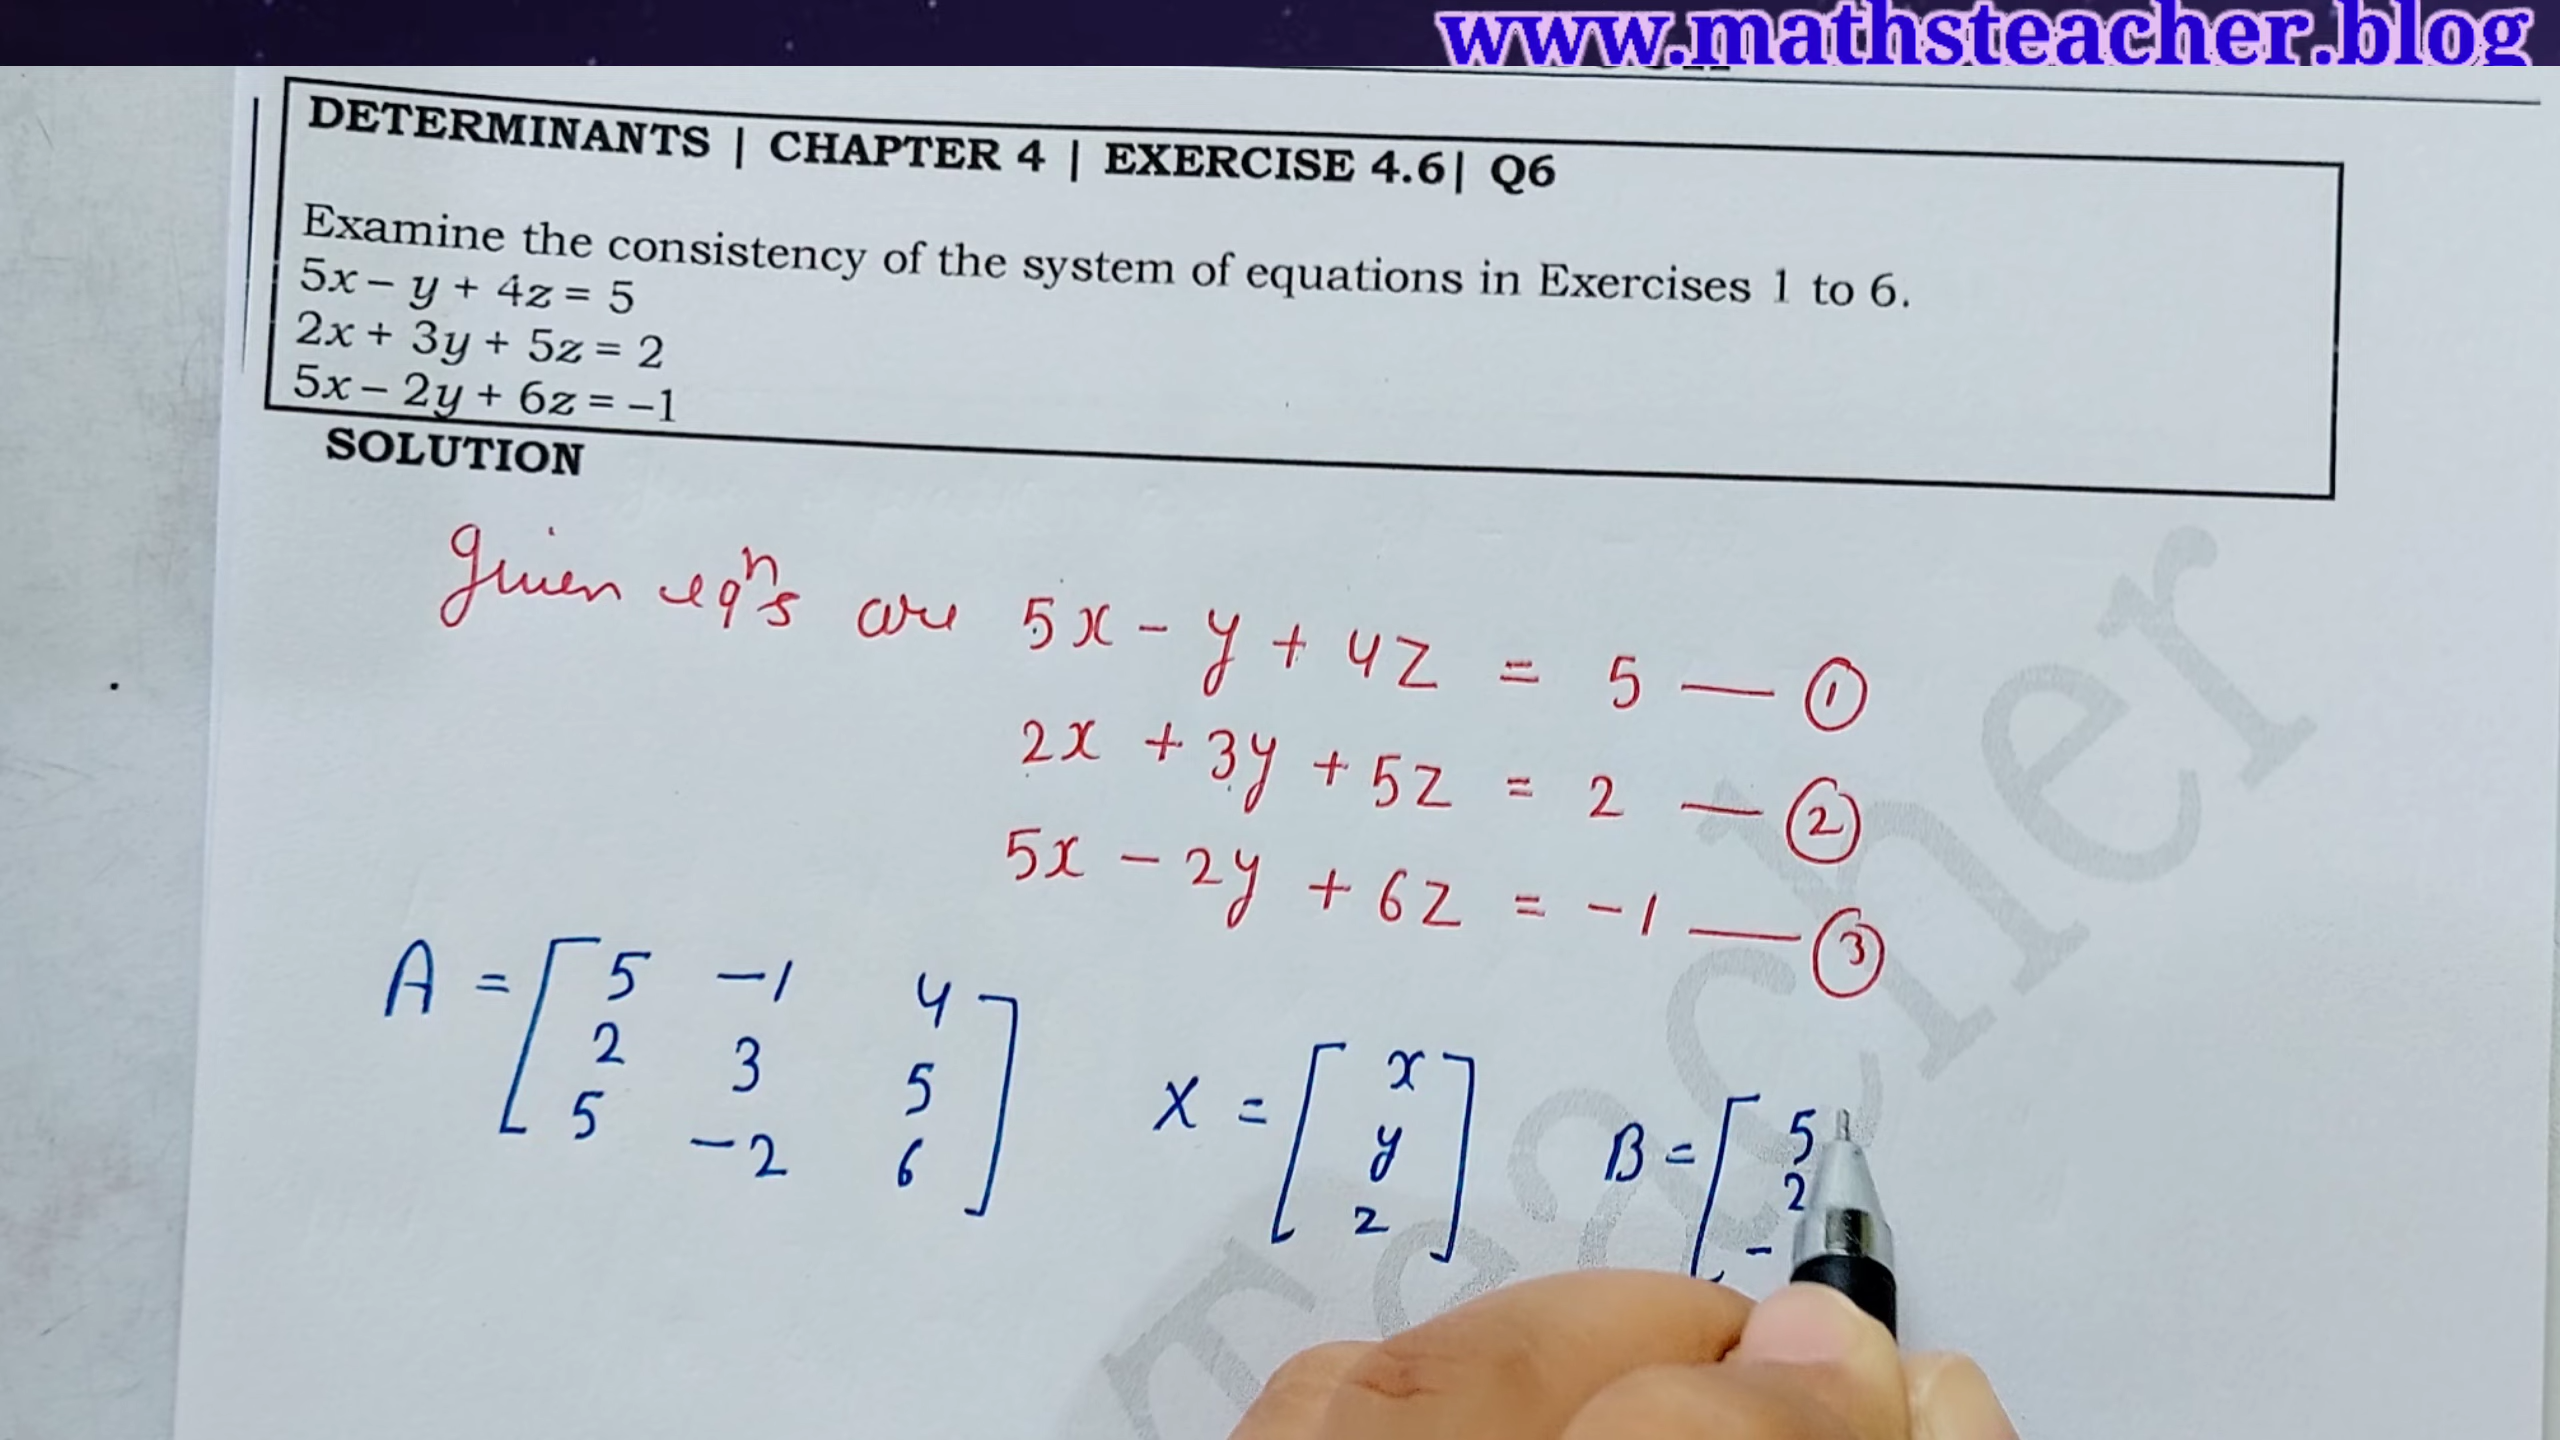 www.mathsteacher.blog
DETERMINANTS | CHAPTER 4 | EXERCISE 4.6| Q6
Examine the consistency of the system of equations in Exercises 1 to 6.
5x – y + 4z = 5
2x + 3y + 5z = 2
5x – 2y + 6z = –1
SOLUTION
Given eqⁿs are 5x - y + 4z = 5 — ①
2x + 3y + 5z = 2 — ②
5x - 2y + 6z = -1 — ③
A = [ 5 -1 4
2 3 5
5 -2 6 ]
X = [ x
y
z ]
B = [ 5
2
-
teacher